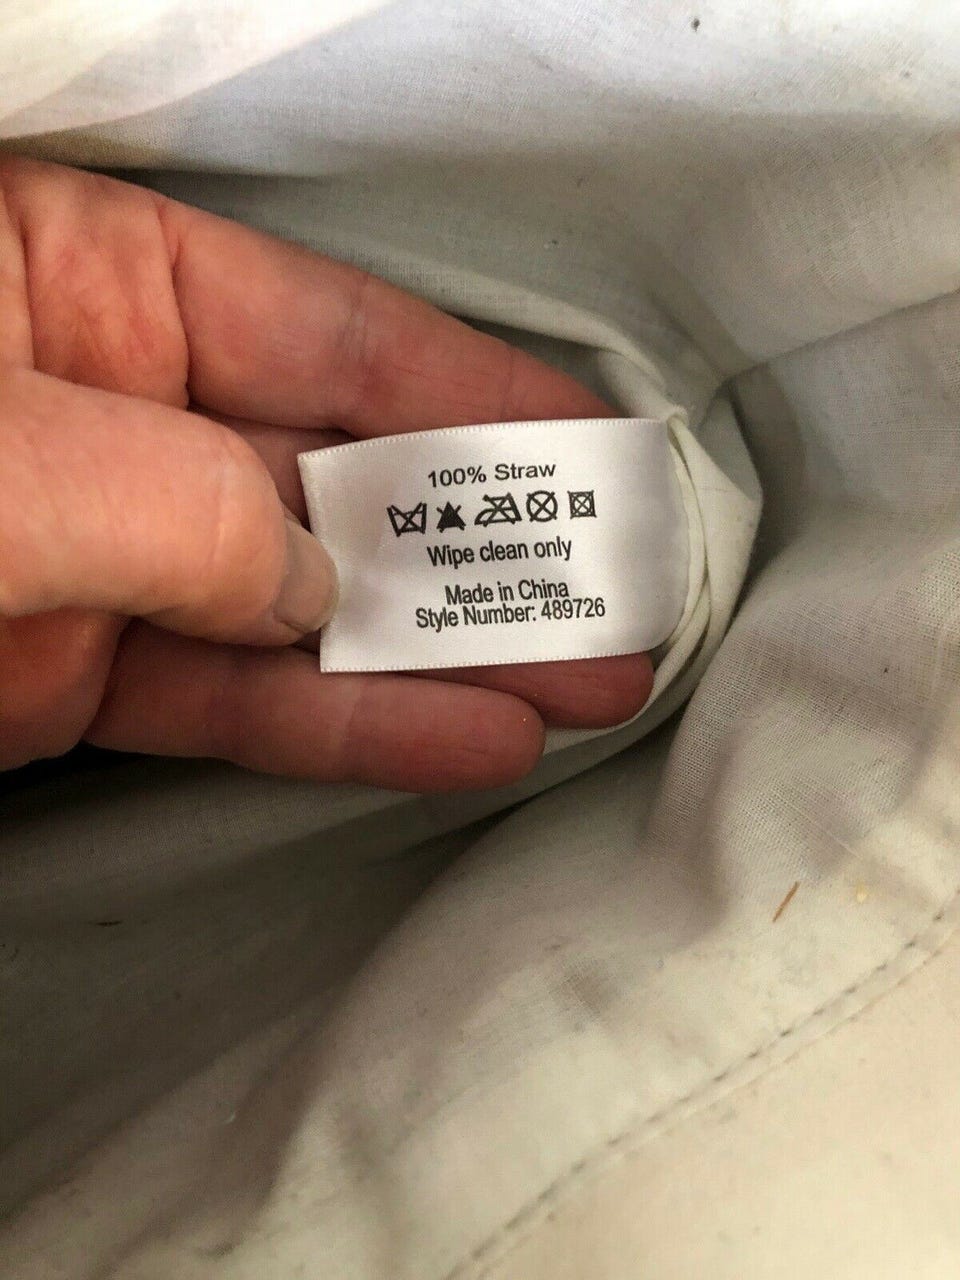 100% Straw
Wipe clean only
Made in China
Style Number: 489726